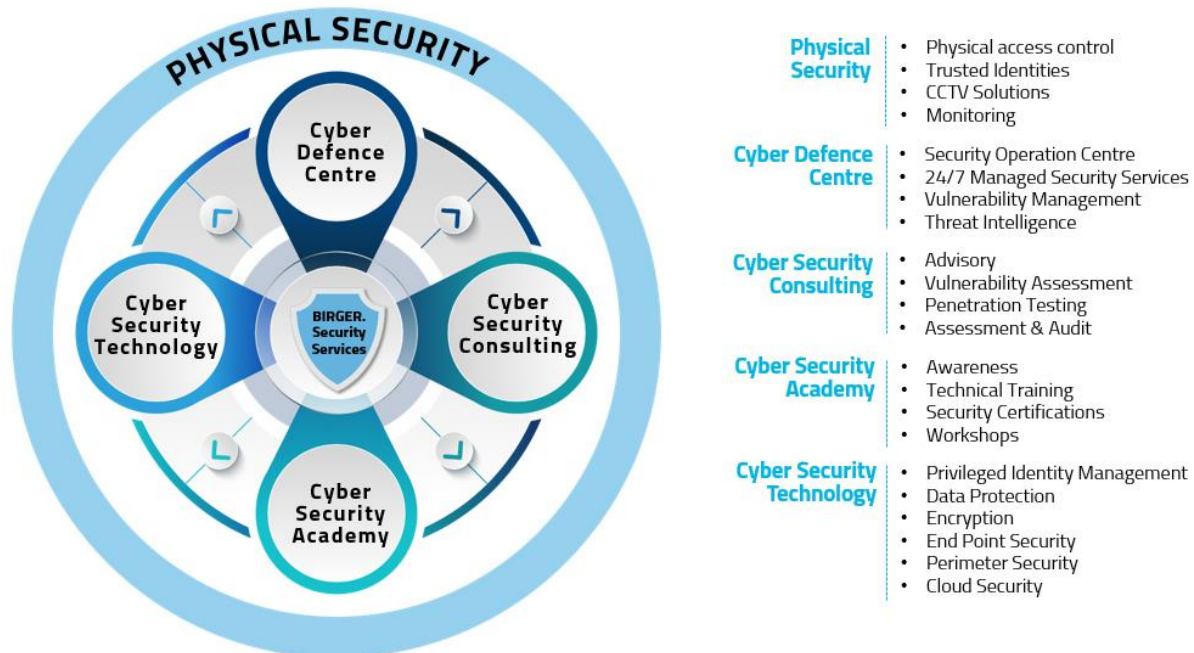 PHYSICAL SECURITY
Cyber
Defence
Centre
Cyber
Security
Technology
BIRGER.
Security
Services
Cyber
Security
Consulting
Cyber
Security
Academy
Physical
Security
• Physical access control
• Trusted Identities
• CCTV Solutions
• Monitoring
Cyber Defence
Centre
• Security Operation Centre
• 24/7 Managed Security Services
• Vulnerability Management
• Threat Intelligence
Cyber Security
Consulting
• Advisory
• Vulnerability Assessment
• Penetration Testing
• Assessment & Audit
Cyber Security
Academy
• Awareness
• Technical Training
• Security Certifications
• Workshops
Cyber Security
Technology
• Privileged Identity Management
• Data Protection
• Encryption
• End Point Security
• Perimeter Security
• Cloud Security